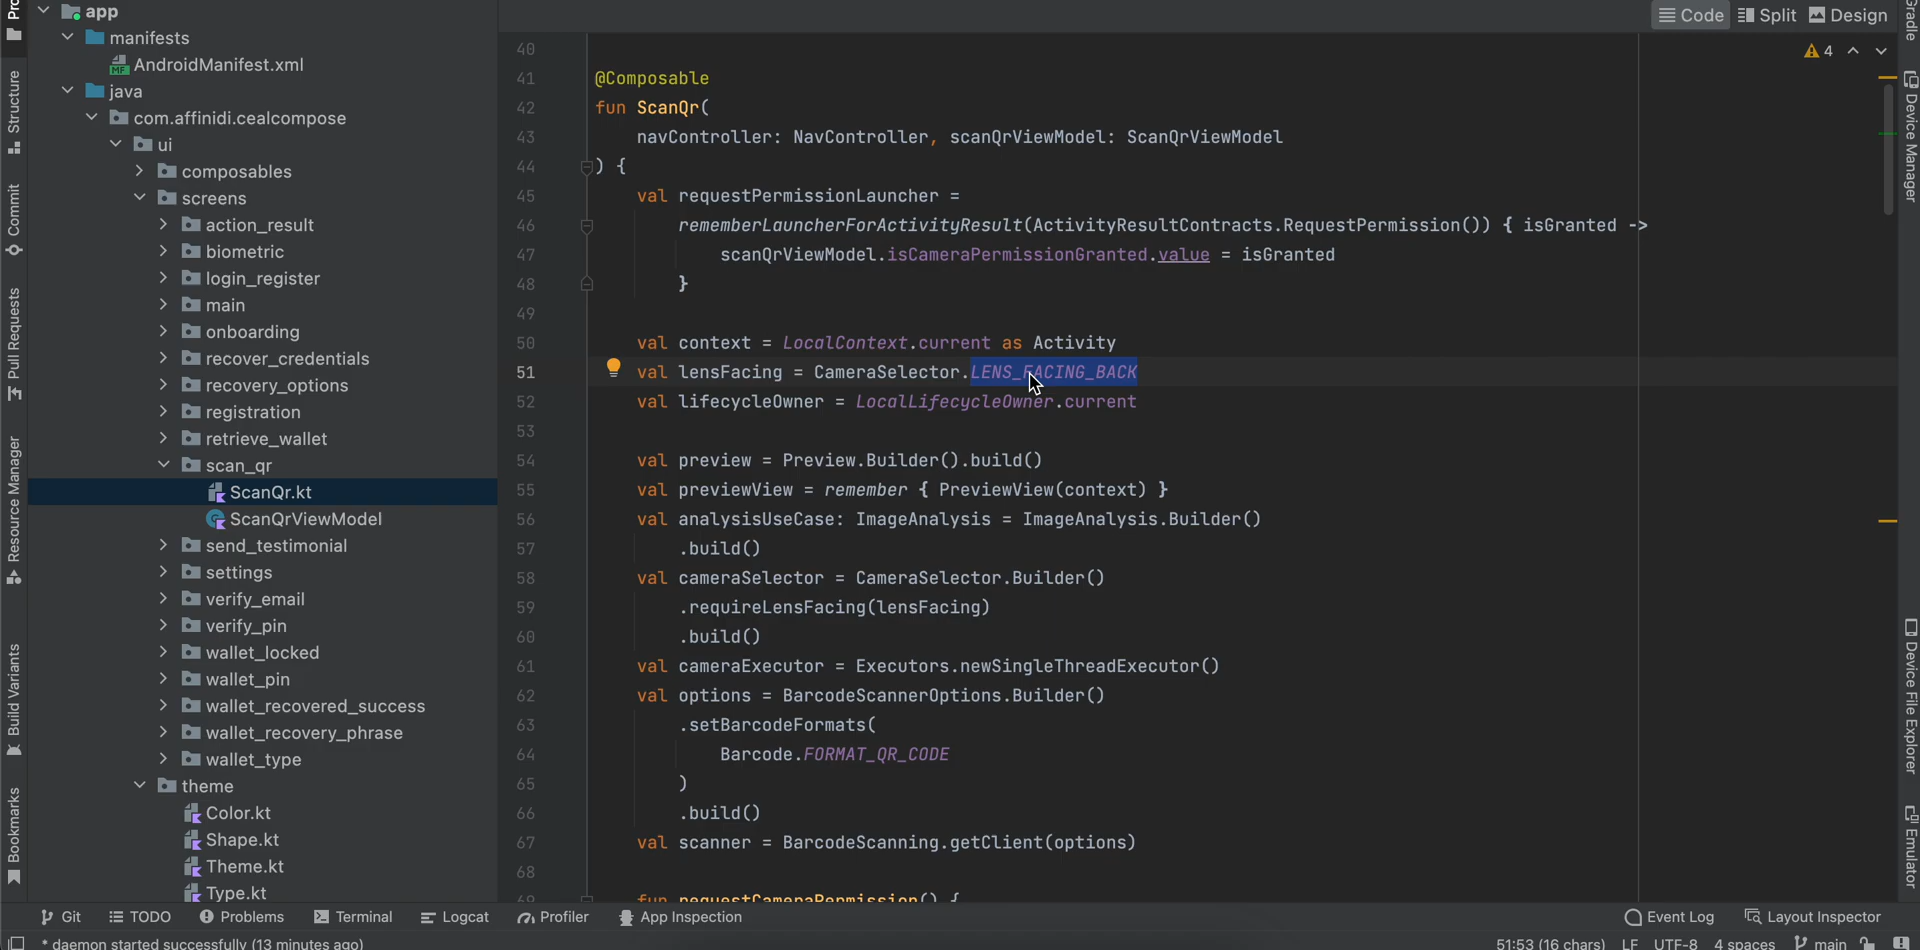 Pro
app
manifests
AndroidManifest.xml
java
com.affinidi.cealcompose
ui
composables
screens
action_result
biometric
login_register
main
onboarding
recover_credentials
recovery_options
registration
retrieve_wallet
scan_qr
ScanQr.kt
ScanQrViewModel
send_testimonial
settings
verify_email
verify_pin
wallet_locked
wallet_pin
wallet_recovered_success
wallet_recovery_phrase
wallet_type
theme
Color.kt
Shape.kt
Theme.kt
Type.kt
Structure
Commit
Pull Requests
Resource Manager
Build Variants
Bookmarks
Code Split Design
4
40
41 @Composable
42 fun ScanQr(
43 navController: NavController, scanQrViewModel: ScanQrViewModel
44 ) {
45 val requestPermissionLauncher =
46 rememberLauncherForActivityResult(ActivityResultContracts.RequestPermission()) { isGranted ->
47 scanQrViewModel.isCameraPermissionGranted.value = isGranted
48 }
49
50 val context = LocalContext.current as Activity
51 val lensFacing = CameraSelector.LENS_FACING_BACK
52 val lifecycleOwner = LocalLifecycleOwner.current
53
54 val preview = Preview.Builder().build()
55 val previewView = remember { PreviewView(context) }
56 val analysisUseCase: ImageAnalysis = ImageAnalysis.Builder()
57 .build()
58 val cameraSelector = CameraSelector.Builder()
59 .requireLensFacing(lensFacing)
60 .build()
61 val cameraExecutor = Executors.newSingleThreadExecutor()
62 val options = BarcodeScannerOptions.Builder()
63 .setBarcodeFormats(
64 Barcode.FORMAT_QR_CODE
65 )
66 .build()
67 val scanner = BarcodeScanning.getClient(options)
68
69 fun requestCameraPermission() {
Gradle
Device Manager
Device File Explorer
Emulator
Git TODO Problems Terminal Logcat Profiler App Inspection Event Log Layout Inspector
* daemon started successfully (13 minutes ago) 51:53 (16 chars) LF UTF-8 4 spaces main